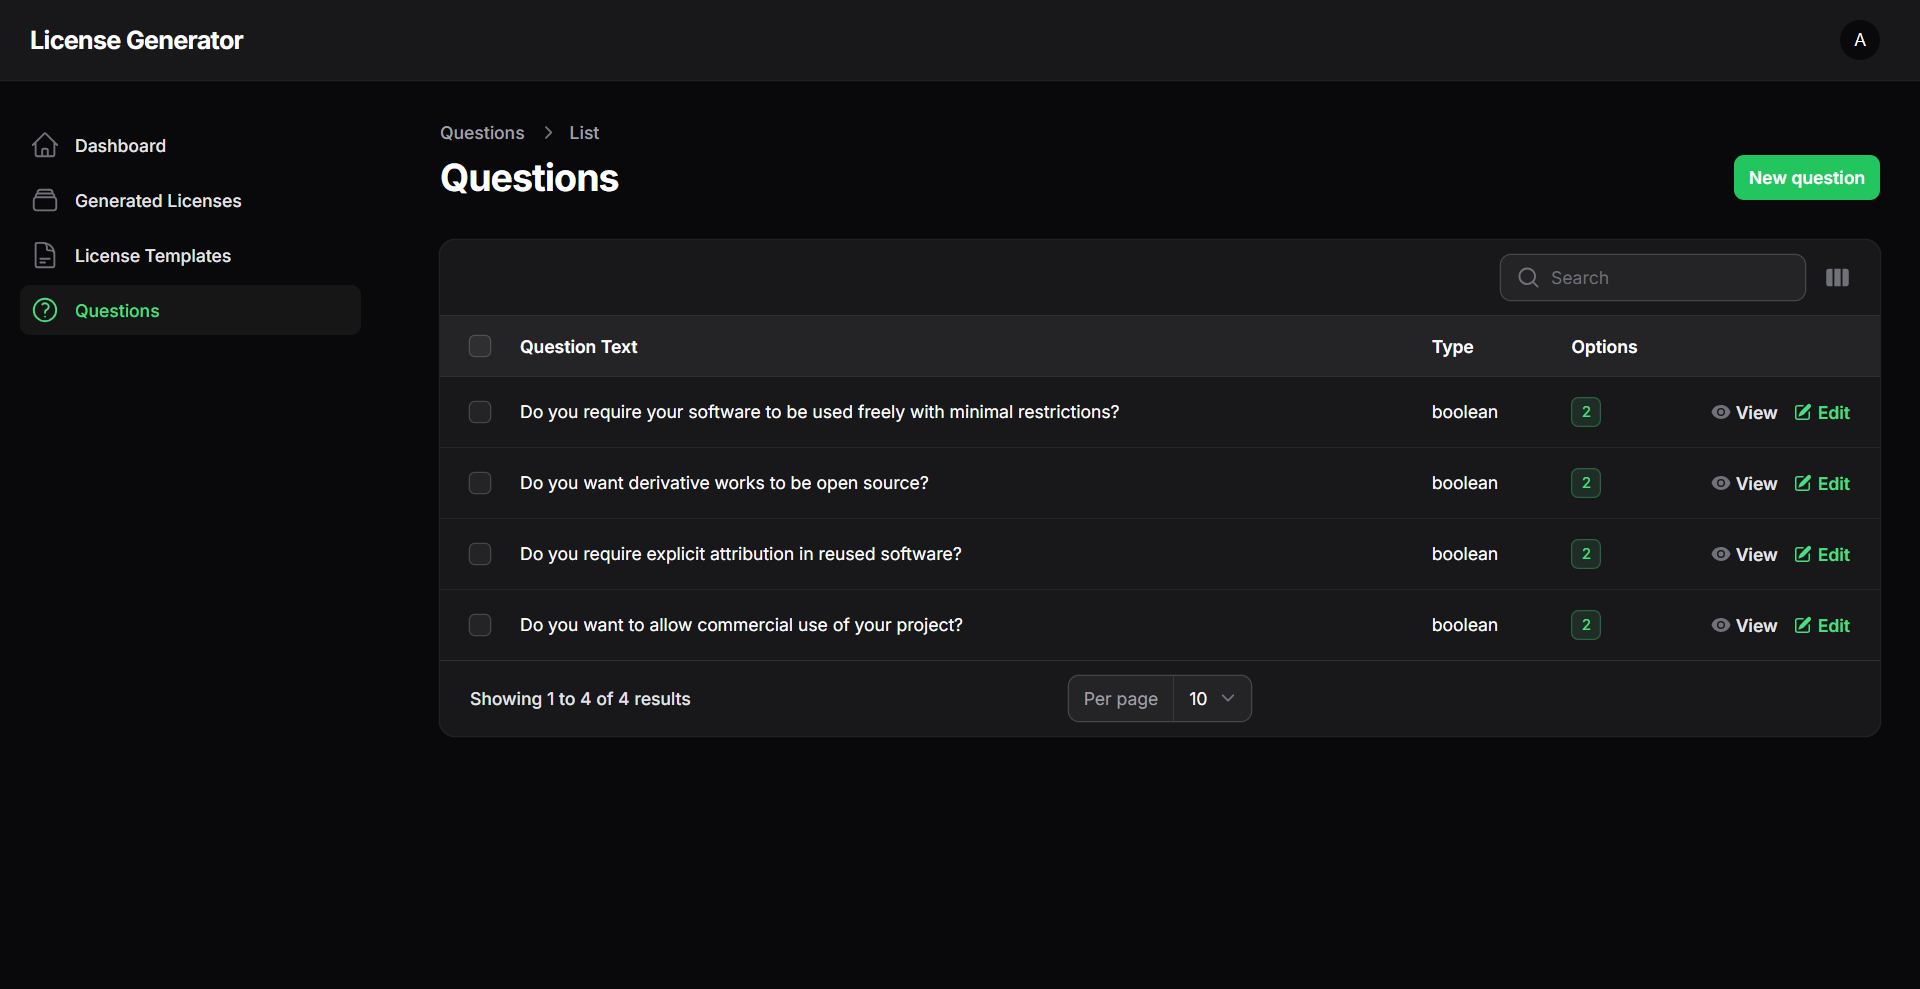 License Generator
A
Dashboard
Generated Licenses
License Templates
Questions
Questions > List
Questions
New question
Search
Question Text Type Options
Do you require your software to be used freely with minimal restrictions? boolean 2 View Edit
Do you want derivative works to be open source? boolean 2 View Edit
Do you require explicit attribution in reused software? boolean 2 View Edit
Do you want to allow commercial use of your project? boolean 2 View Edit
Showing 1 to 4 of 4 results Per page 10